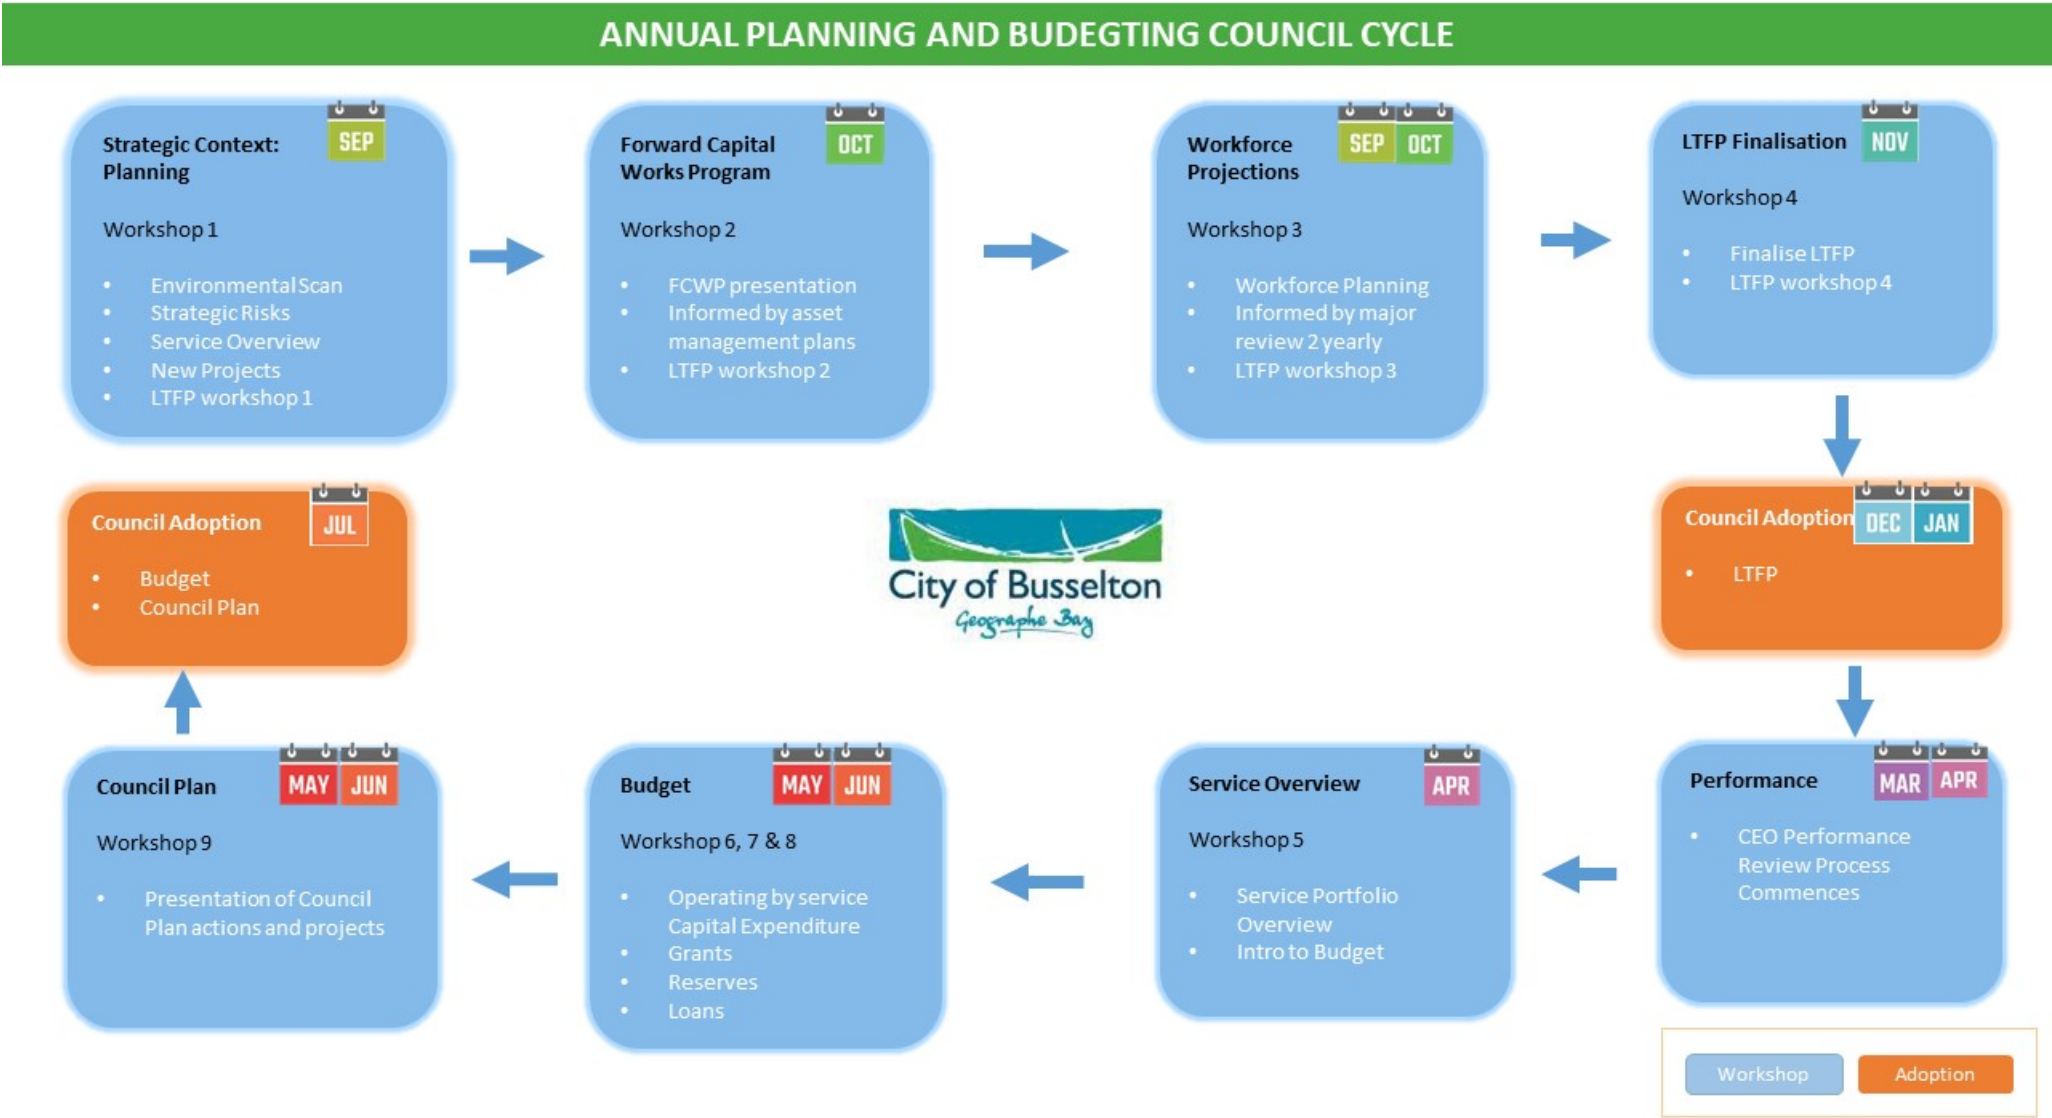 ANNUAL PLANNING AND BUDEGTING COUNCIL CYCLE
Strategic Context:
Planning
SEP
Workshop 1
• Environmental Scan
• Strategic Risks
• Service Overview
• New Projects
• LTFP workshop 1
Forward Capital
Works Program
OCT
Workshop 2
• FCWP presentation
• Informed by asset
management plans
• LTFP workshop 2
Workforce
Projections
SEP OCT
Workshop 3
• Workforce Planning
• Informed by major
review 2 yearly
• LTFP workshop 3
LTFP Finalisation
NOV
Workshop 4
• Finalise LTFP
• LTFP workshop 4
Council Adoption
DEC JAN
• LTFP
Performance
MAR APR
• CEO Performance
Review Process
Commences
Service Overview
APR
Workshop 5
• Service Portfolio
Overview
• Intro to Budget
Budget
MAY JUN
Workshop 6, 7 & 8
• Operating by service
Capital Expenditure
• Grants
• Reserves
• Loans
Council Plan
MAY JUN
Workshop 9
• Presentation of Council
Plan actions and projects
Council Adoption
JUL
• Budget
• Council Plan
City of Busselton
Geographe Bay
Workshop
Adoption